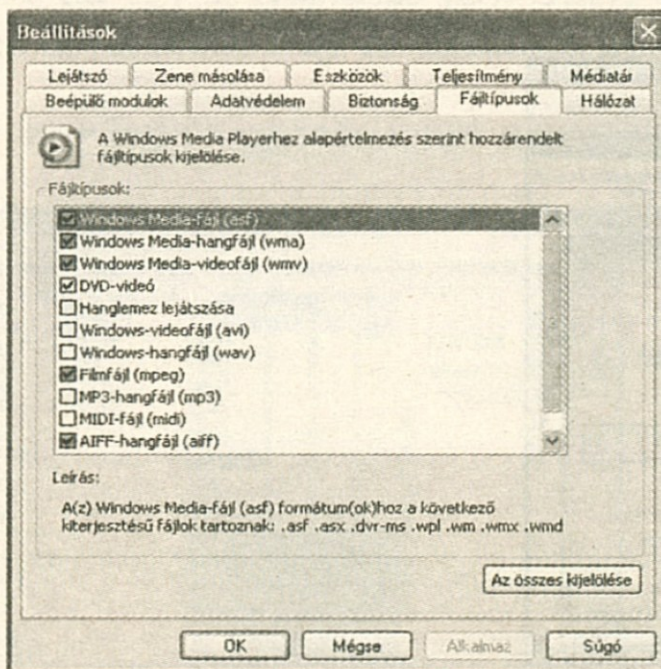 Beállítások
Lejátszó Zene másolása Eszközök Teljesítmény Médiatár
Beépülő modulok Adatvédelem Biztonság Fájltípusok Hálózat
A Windows Media Playerhez alapértelmezés szerint hozzárendelt
fájltípusok kijelölése.
Fájltípusok:
Windows Media-fájl (asf)
Windows Media-hangfájl (wma)
Windows Media-videofájl (wmv)
DVD-videó
Hanglemez lejátszása
Windows-videofájl (avi)
Windows-hangfájl (wav)
Filmfájl (mpeg)
MP3-hangfájl (mp3)
MIDI-fájl (midi)
AIFF-hangfájl (aiff)
Leírás:
A(z) Windows Media-fájl (asf) formátum(ok)hoz a következő
kiterjesztésű fájlok tartoznak: .asf .asx .dvr-ms .wpl .wm .wmx .wmd
Az összes kijelölése
OK Mégse Alkalmaz Súgó